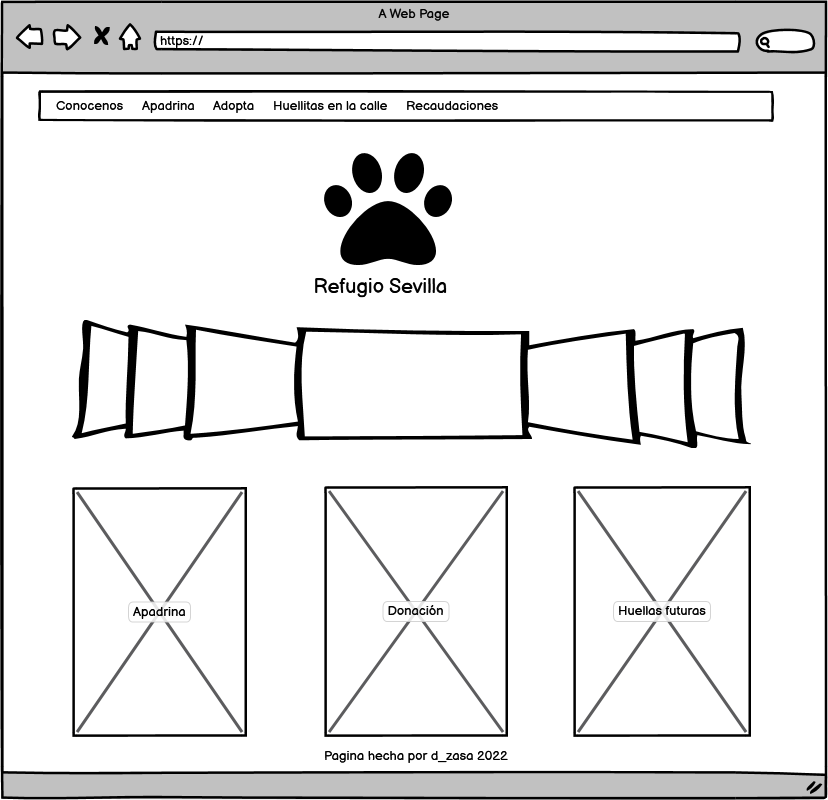 A Web Page
https://
Conocenos Apadrina Adopta Huellitas en la calle Recaudaciones
Refugio Sevilla
Apadrina Donación Huellas futuras
Pagina hecha por d_zasa 2022